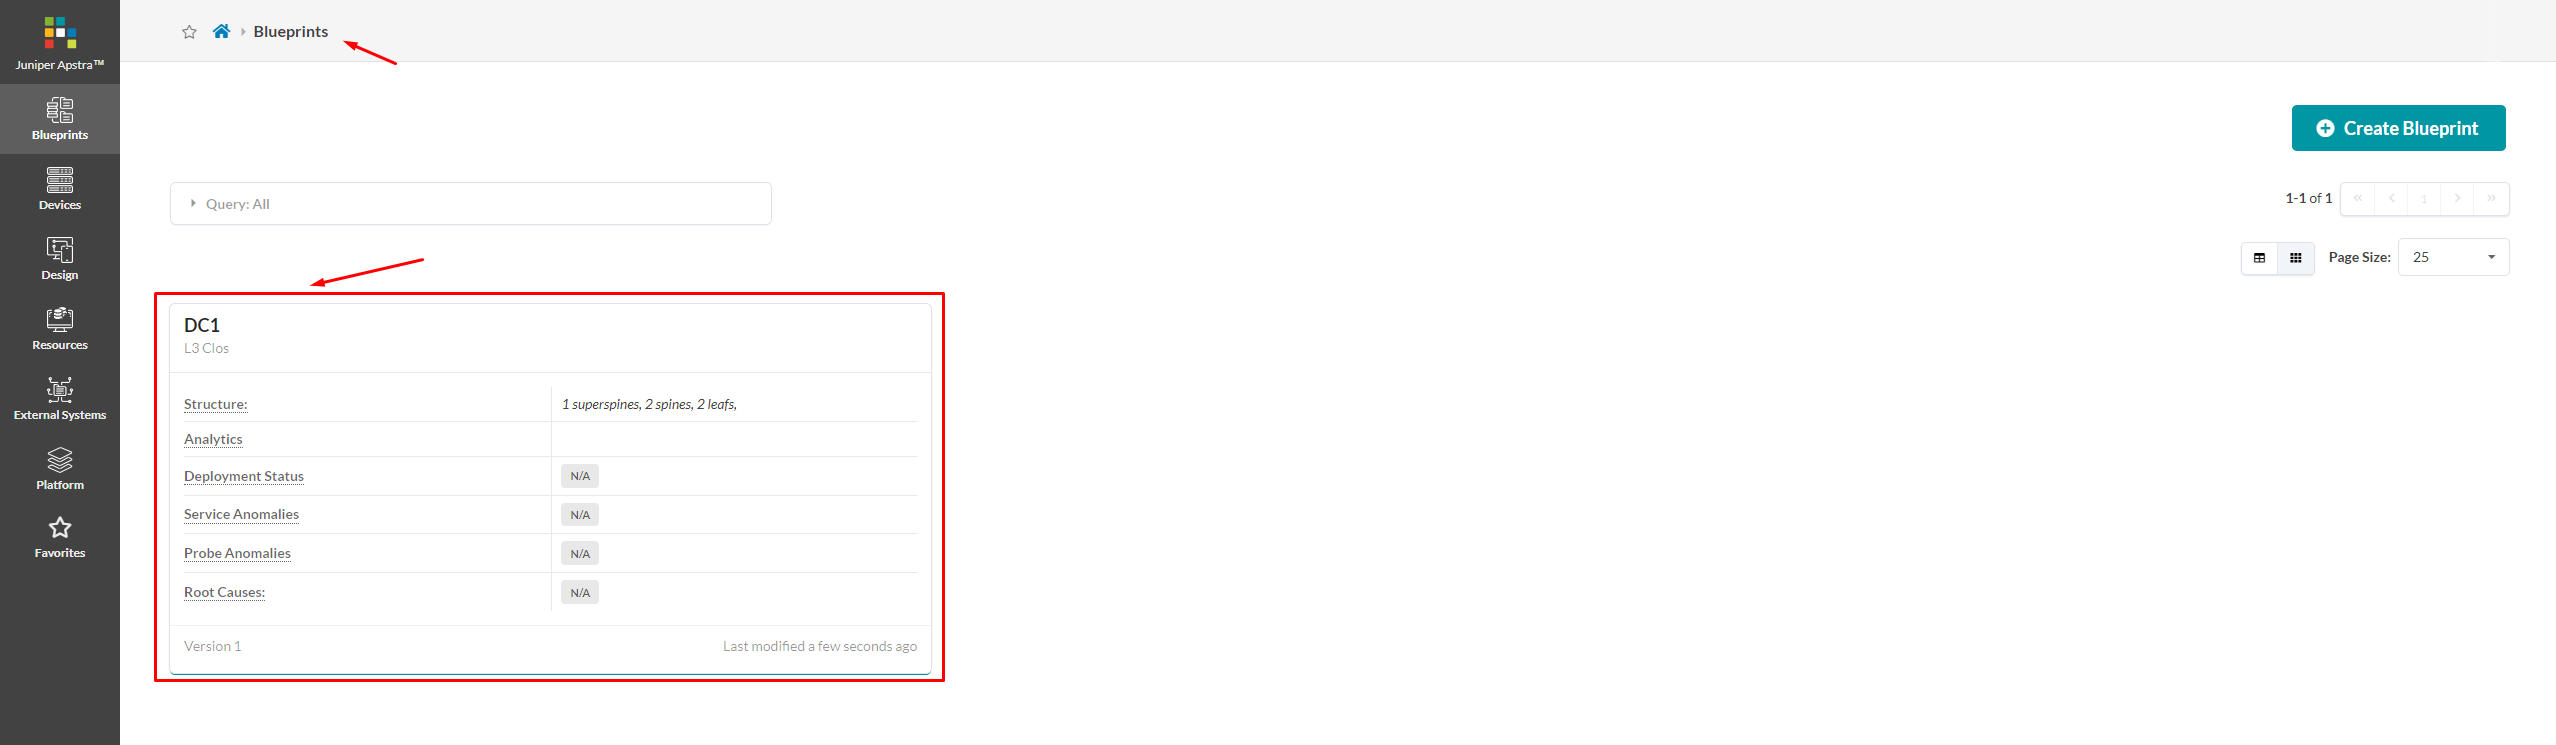 Juniper Apstra™
Blueprints
Devices
Design
Resources
External Systems
Platform
Favorites
Blueprints
Create Blueprint
Query: All
1-1 of 1
« < 1 > »
Page Size: 25
DC1
L3 Clos
Structure: 1 superspines, 2 spines, 2 leafs,
Analytics
Deployment Status N/A
Service Anomalies N/A
Probe Anomalies N/A
Root Causes: N/A
Version 1 Last modified a few seconds ago